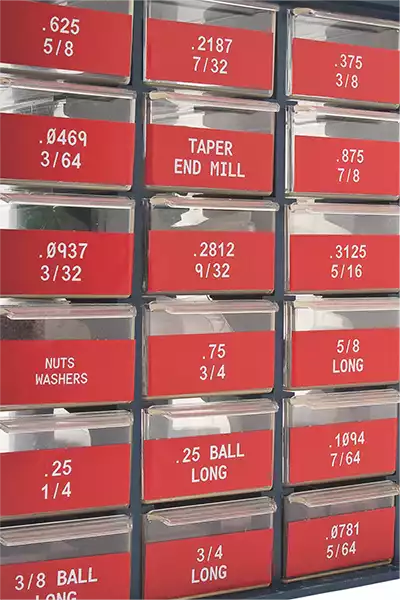 .625
5/8
.2187
7/32
.375
3/8
.0469
3/64
TAPER
END MILL
.875
7/8
.0937
3/32
.2812
9/32
.3125
5/16
NUTS
WASHERS
.75
3/4
5/8
LONG
.25
1/4
.25 BALL
LONG
.1094
7/64
3/8 BALL
LONG
3/4
LONG
.0781
5/64